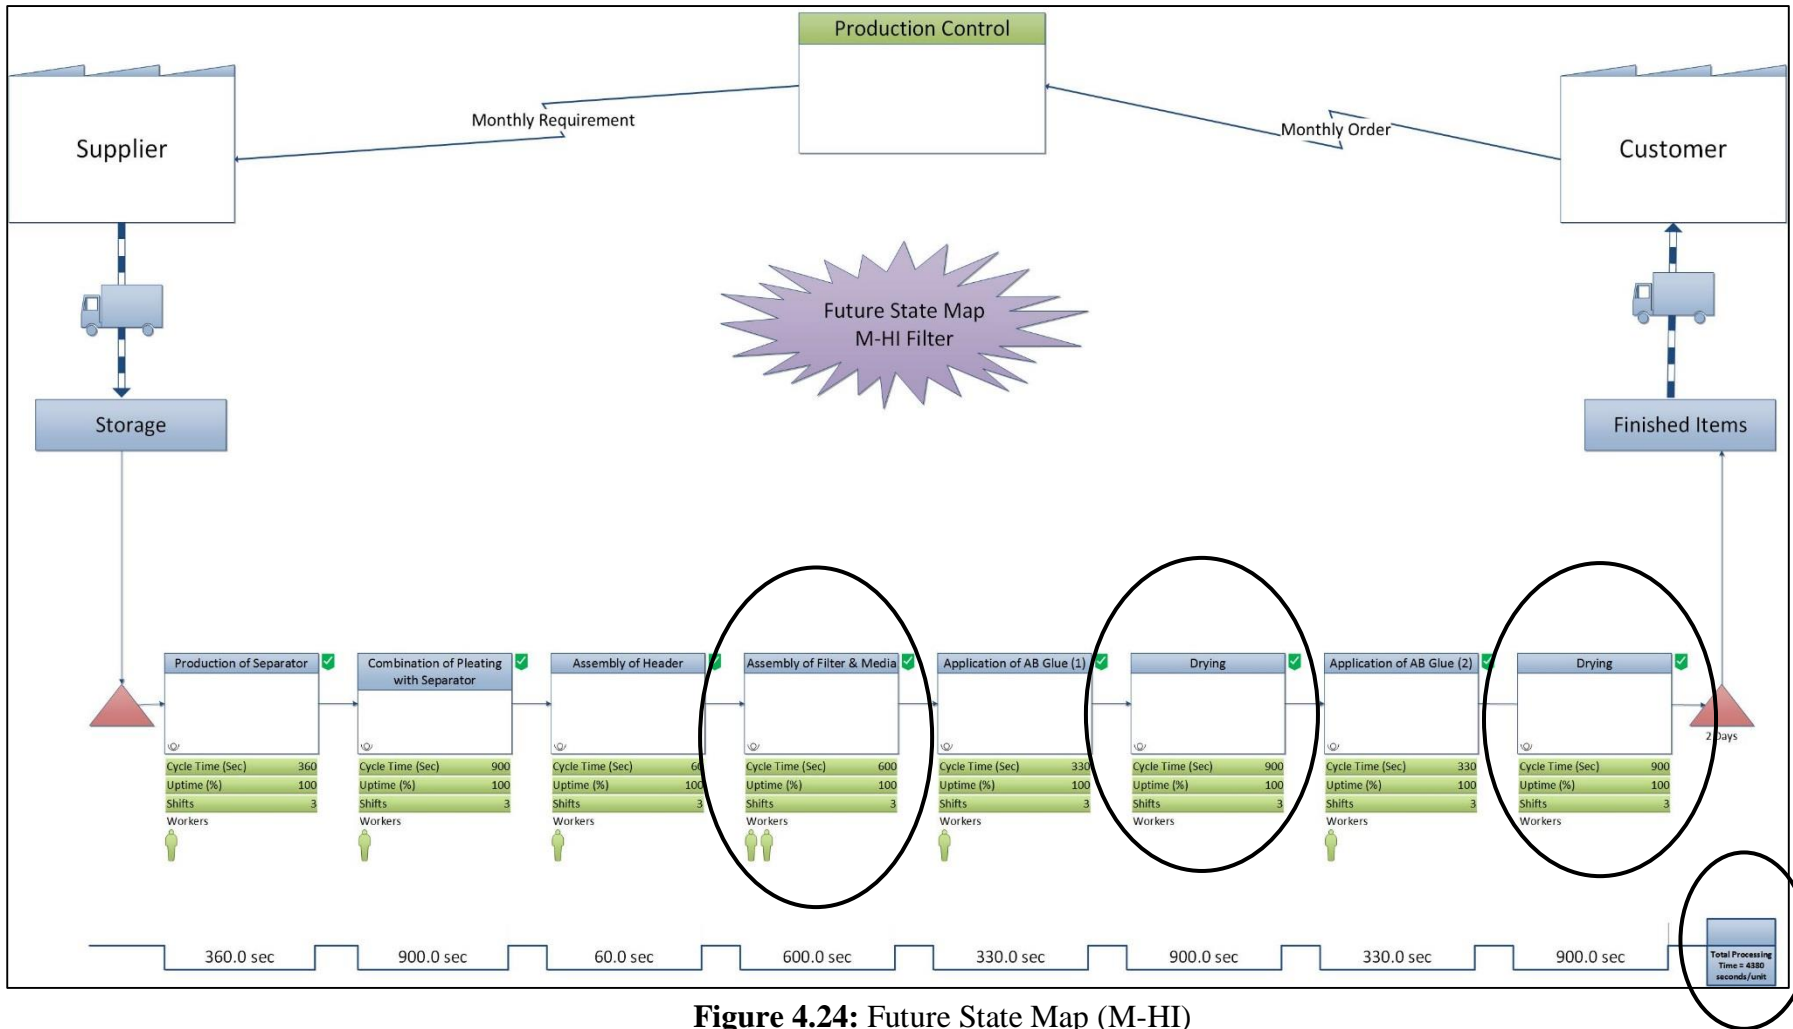 Production Control
Monthly Requirement
Monthly Order
Supplier
Customer
Future State Map
M-HI Filter
Storage
Finished Items
Production of Separator
Combination of Pleating
with Separator
Assembly of Header
Assembly of Filter & Media
Application of AB Glue (1)
Drying
Application of AB Glue (2)
Drying
2 Days
Cycle Time (Sec) 360
Uptime (%) 100
Shifts 3
Workers
Cycle Time (Sec) 900
Uptime (%) 100
Shifts 3
Workers
Cycle Time (Sec) 60
Uptime (%) 100
Shifts 3
Workers
Cycle Time (Sec) 600
Uptime (%) 100
Shifts 3
Workers
Cycle Time (Sec) 330
Uptime (%) 100
Shifts 3
Workers
Cycle Time (Sec) 900
Uptime (%) 100
Shifts 3
Workers
Cycle Time (Sec) 330
Uptime (%) 100
Shifts 3
Workers
Cycle Time (Sec) 900
Uptime (%) 100
Shifts 3
Workers
360.0 sec
900.0 sec
60.0 sec
600.0 sec
330.0 sec
900.0 sec
330.0 sec
900.0 sec
Total Processing
Time = 4380
seconds/unit
Figure 4.24: Future State Map (M-HI)